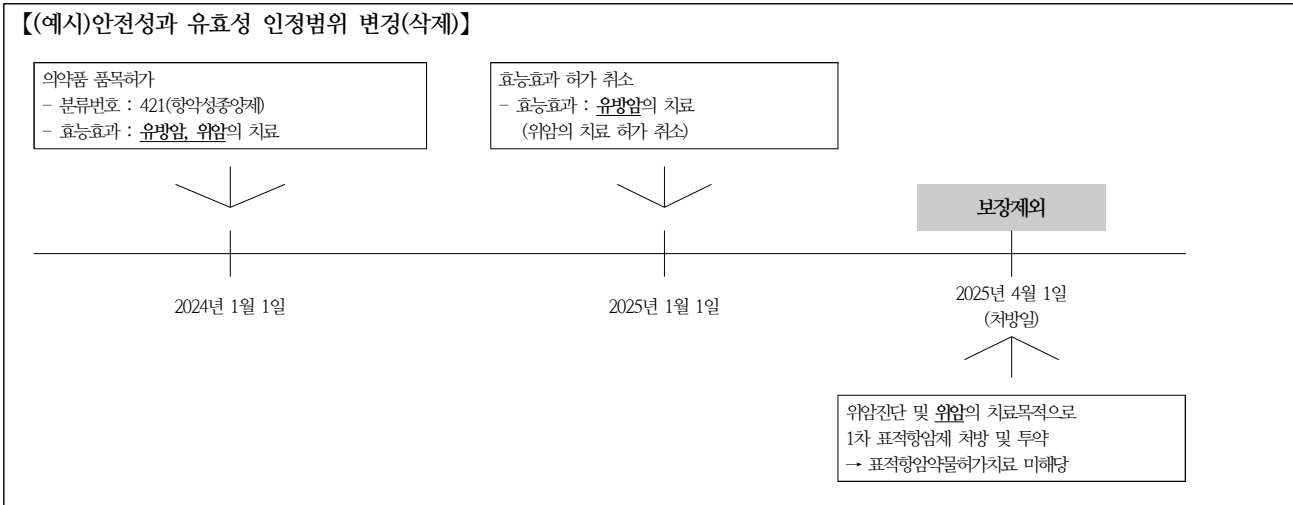 【(예시)안전성과 유효성 인정범위 변경(삭제)】
의약품 품목허가
- 분류번호 : 421(항악성종양제)
- 효능효과 : 유방암, 위암의 치료
효능효과 허가 취소
- 효능효과 : 유방암의 치료
(위암의 치료 허가 취소)
보장제외
2024년 1월 1일
2025년 1월 1일
2025년 4월 1일
(처방일)
위암진단 및 위암의 치료목적으로
1차 표적항암제 처방 및 투약
→ 표적항암약물허가치료 미해당